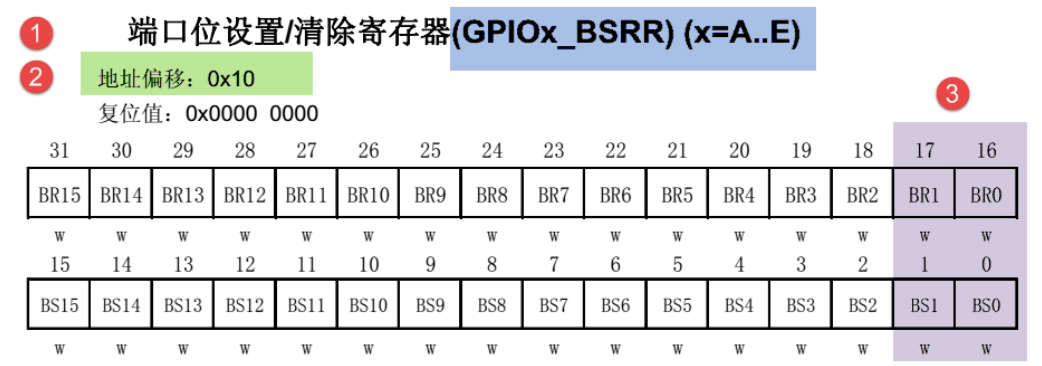 1 端口位设置/清除寄存器(GPIOx_BSRR) (x=A..E)
2 地址偏移：0x10
复位值：0x0000 0000
3
31 30 29 28 27 26 25 24 23 22 21 20 19 18 17 16
BR15 BR14 BR13 BR12 BR11 BR10 BR9 BR8 BR7 BR6 BR5 BR4 BR3 BR2 BR1 BR0
w w w w w w w w w w w w w w w w
15 14 13 12 11 10 9 8 7 6 5 4 3 2 1 0
BS15 BS14 BS13 BS12 BS11 BS10 BS9 BS8 BS7 BS6 BS5 BS4 BS3 BS2 BS1 BS0
w w w w w w w w w w w w w w w w